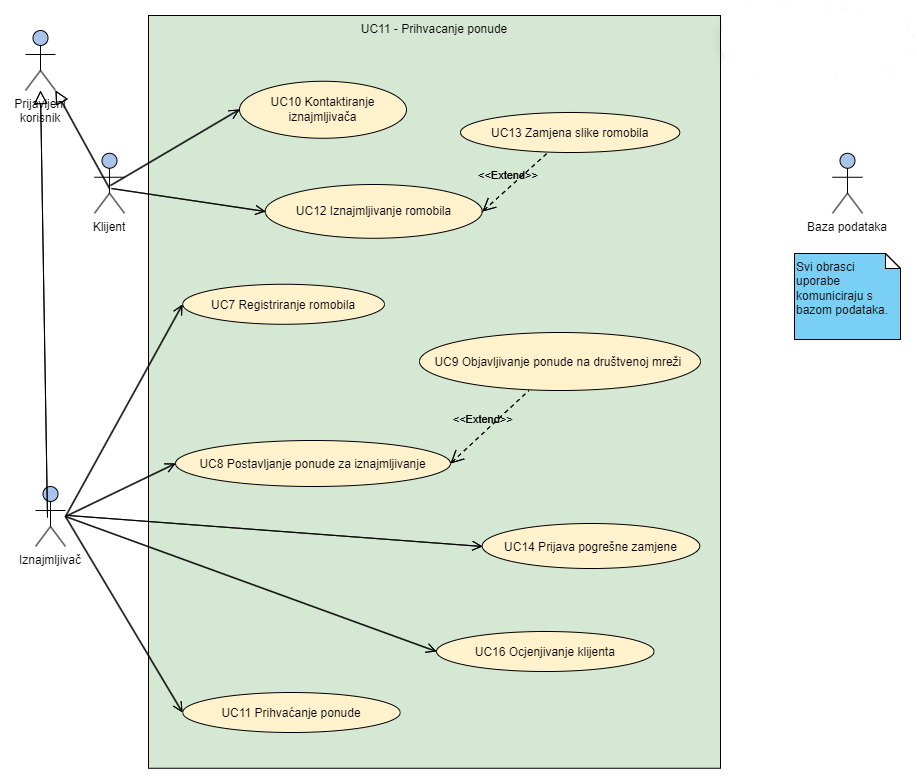 UC11 - Prihvacanje ponude
Prijavljeni
korisnik
UC10 Kontaktiranje
iznajmljivača
UC13 Zamjena slike romobila
<<Extend>>
Klijent
UC12 Iznajmljivanje romobila
Baza podataka
Svi obrasci
uporabe
komuniciraju s
bazom podataka.
UC7 Registriranje romobila
UC9 Objavljivanje ponude na društvenoj mreži
<<Extend>>
UC8 Postavljanje ponude za iznajmljivanje
Iznajmljivač
UC14 Prijava pogrešne zamjene
UC16 Ocjenjivanje klijenta
UC11 Prihvaćanje ponude